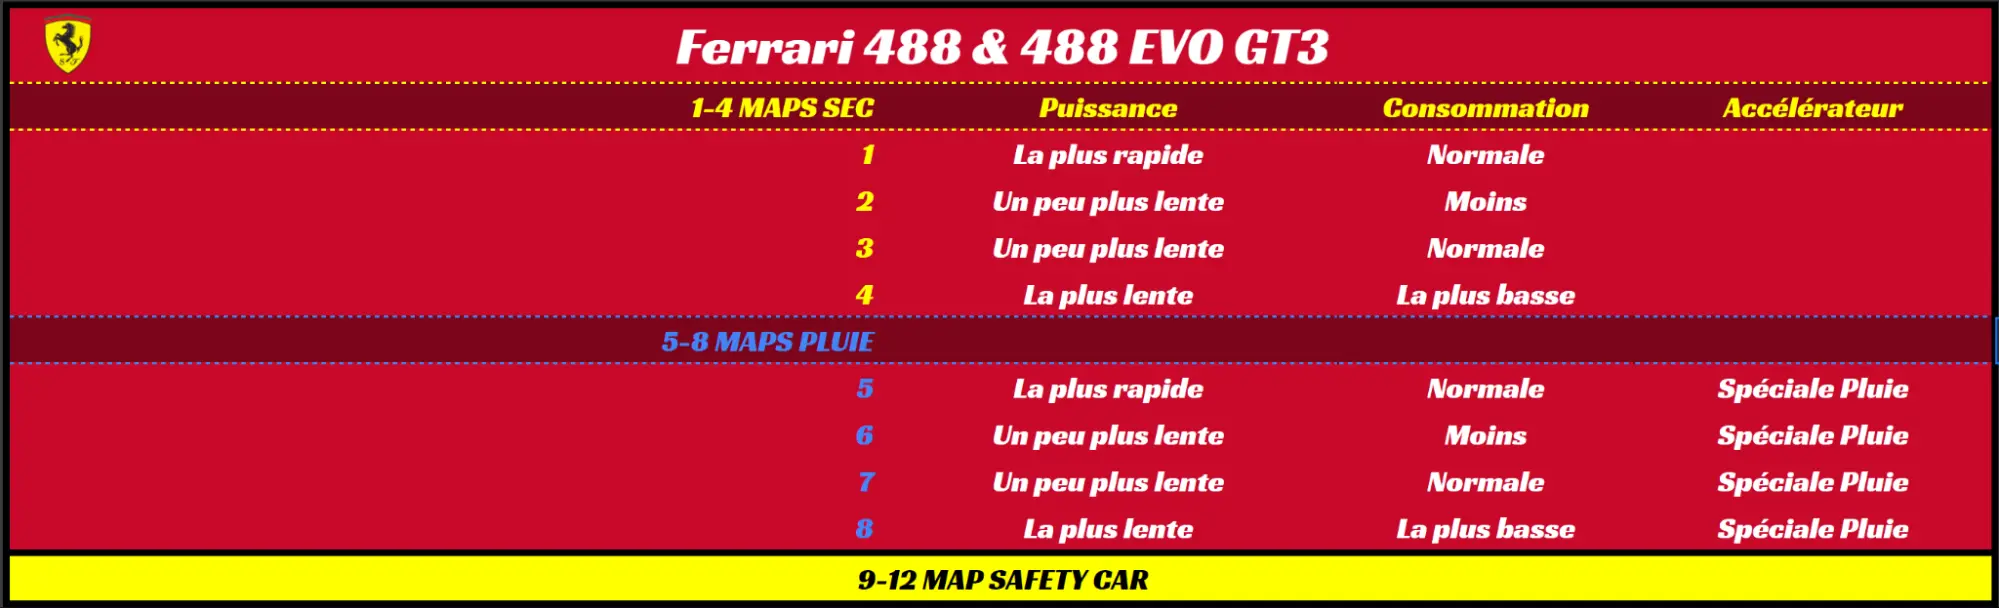 Ferrari 488 & 488 EVO GT3
1-4 MAPS SEC Puissance Consommation Accélérateur
1 La plus rapide Normale
2 Un peu plus lente Moins
3 Un peu plus lente Normale
4 La plus lente La plus basse
5-8 MAPS PLUIE
5 La plus rapide Normale Spéciale Pluie
6 Un peu plus lente Moins Spéciale Pluie
7 Un peu plus lente Normale Spéciale Pluie
8 La plus lente La plus basse Spéciale Pluie
9-12 MAP SAFETY CAR
S F